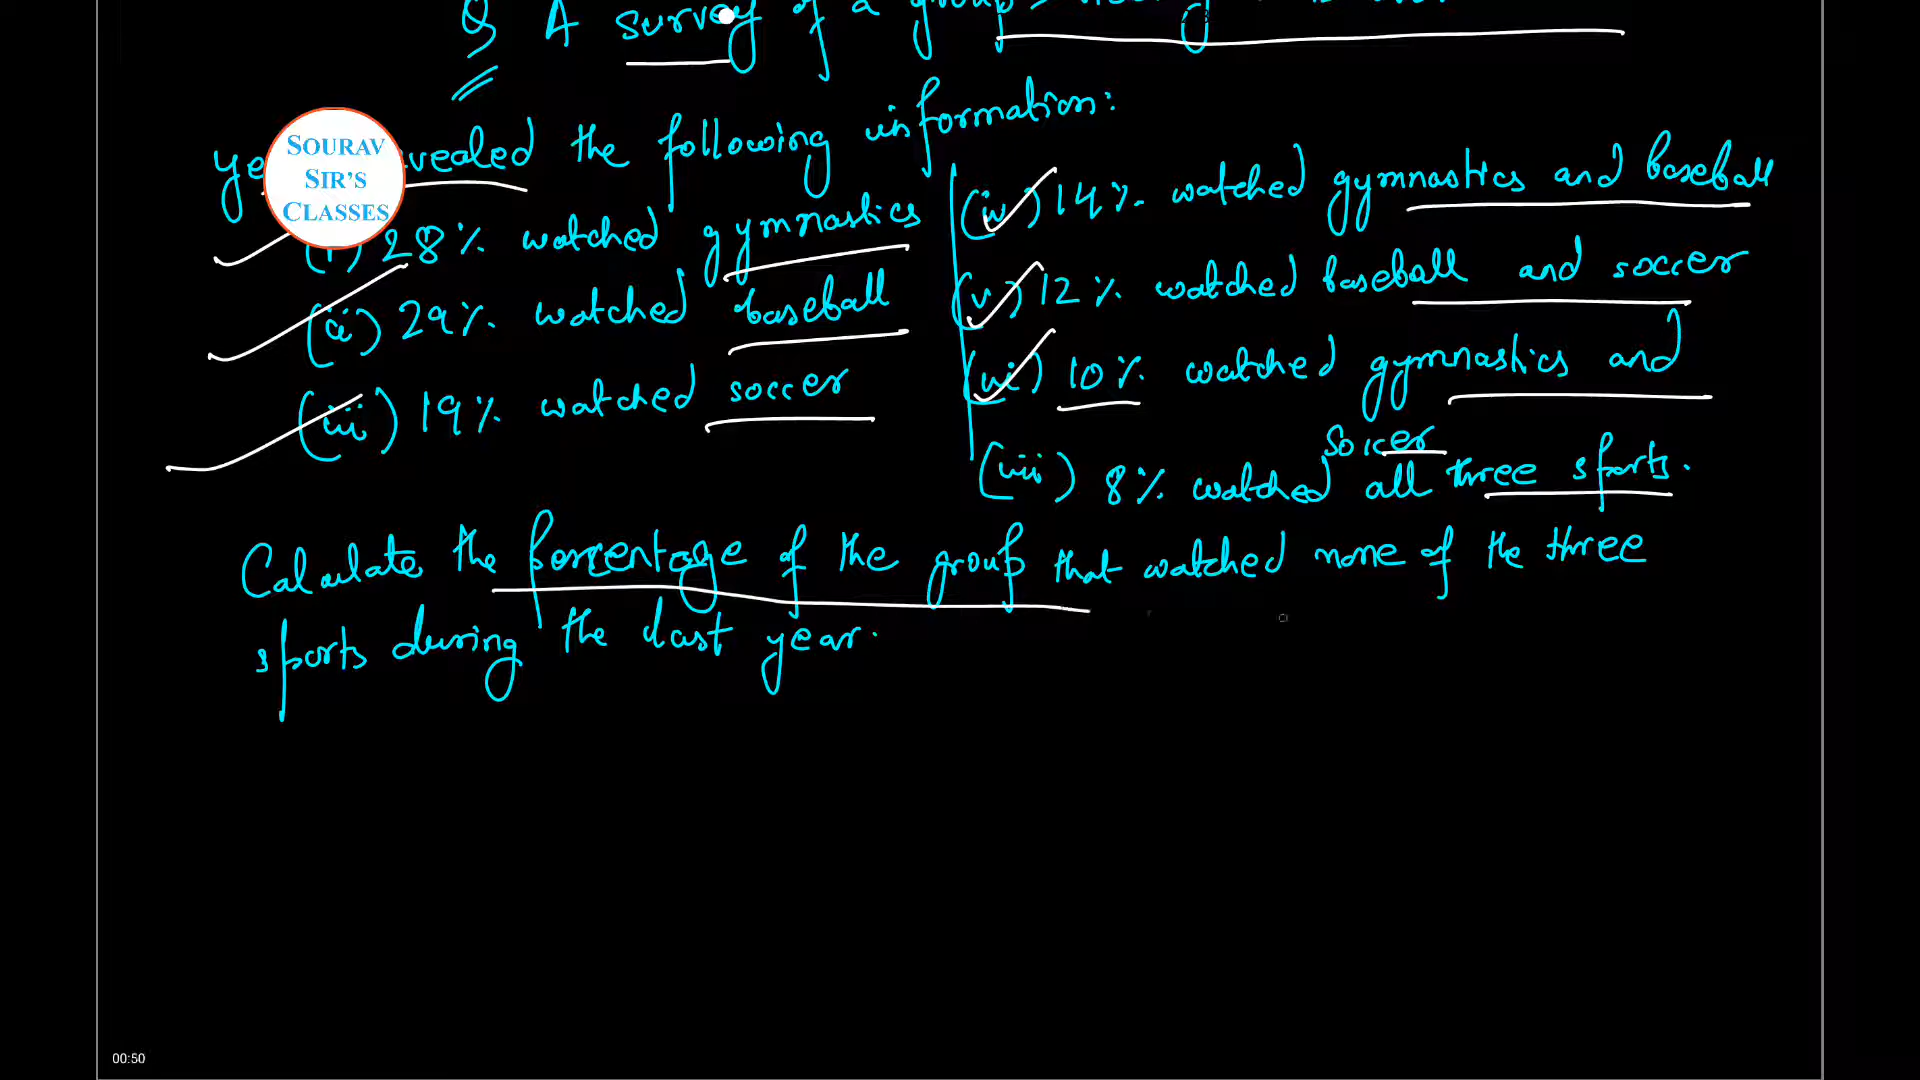 Q A survey of a group's
revealed the following information:
SOURAV
SIR'S
CLASSES
(i) 28% watched gymnastics
(ii) 29% watched baseball
(iii) 19% watched soccer
(iv) 14% watched gymnastics and baseball
(v) 12% watched baseball and soccer
(vi) 10% watched gymnastics and
soccer
(vii) 8% watched all three sports.
Calculate the percentage of the group that watched none of the three
sports during the last year.
00:50